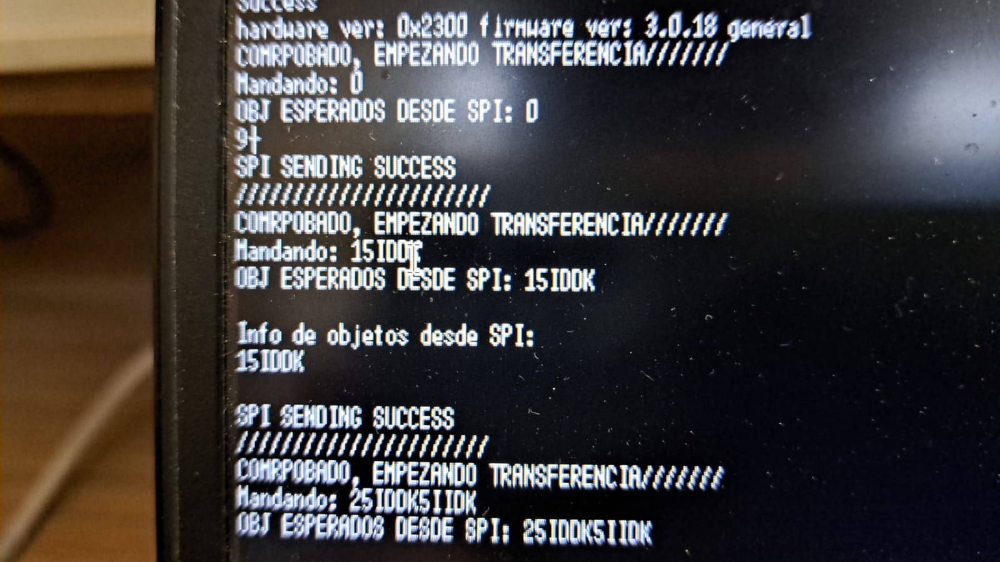 Success
hardware ver: 0x2300 firmware ver: 3.0.18 general
COMRPOBADO, EMPEZANDO TRANSFERENCIA///////
Mandando: 0
OBJ ESPERADOS DESDE SPI: 0
9†
SPI SENDING SUCCESS
//////////////////////
COMRPOBADO, EMPEZANDO TRANSFERENCIA///////
Mandando: 15IDDK
OBJ ESPERADOS DESDE SPI: 15IDDK
Info de objetos desde SPI:
15IDDK
SPI SENDING SUCCESS
//////////////////////
COMRPOBADO, EMPEZANDO TRANSFERENCIA///////
Mandando: 25IDDK5IIDK
OBJ ESPERADOS DESDE SPI: 25IDDK5IIDK